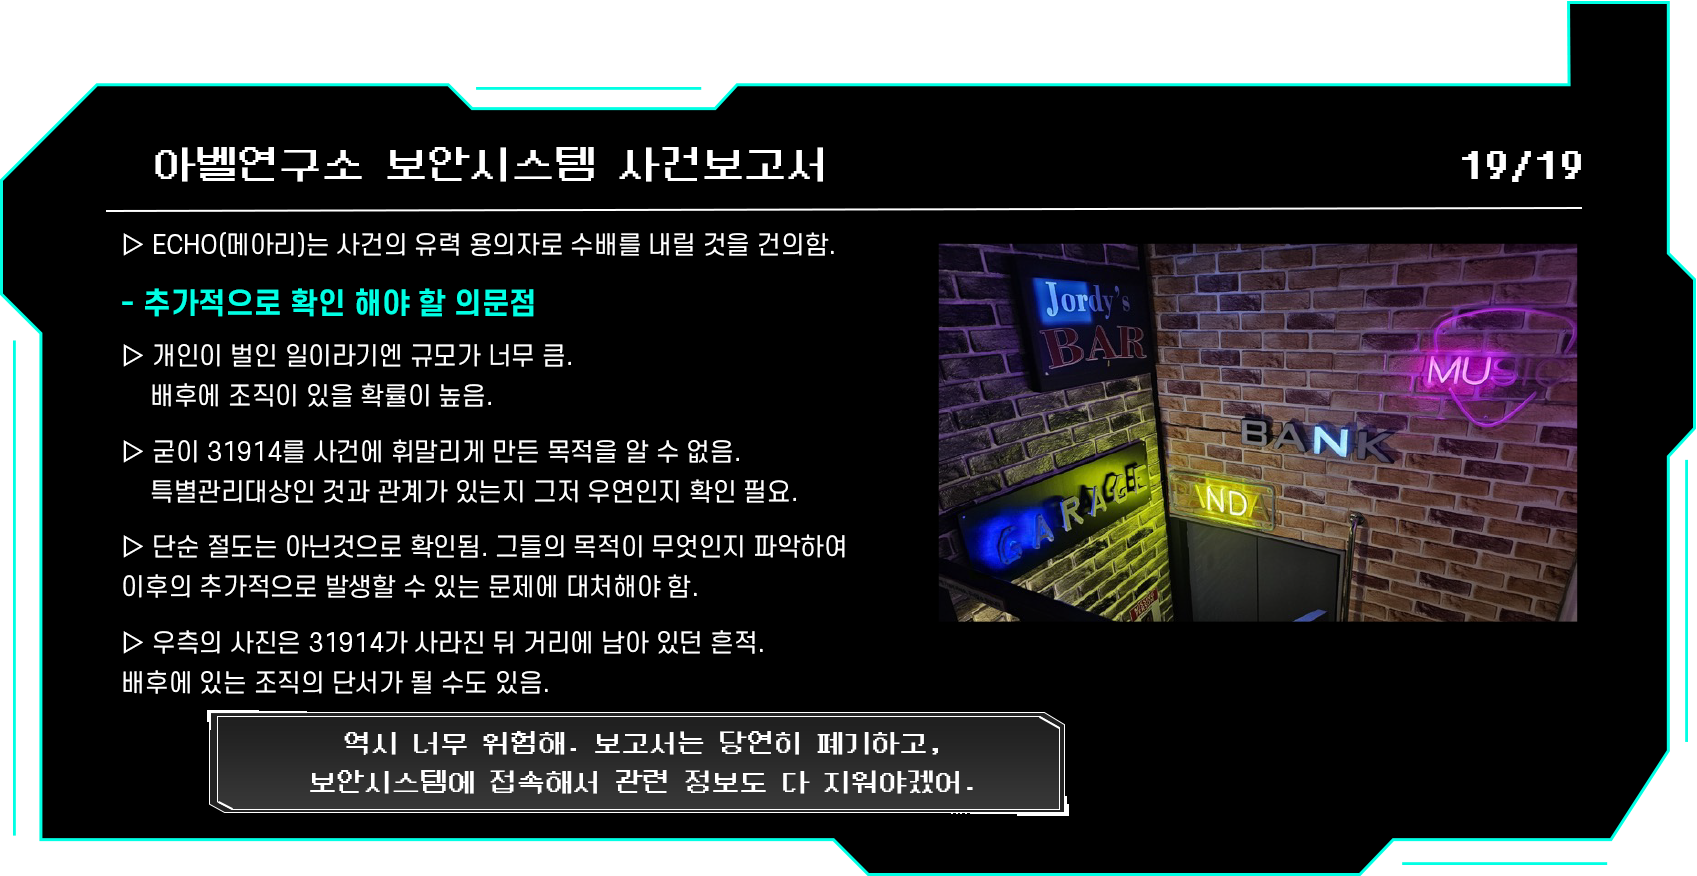 아벨연구소 보안시스템 사건보고서
19/19
▷ ECHO(메아리)는 사건의 유력 용의자로 수배를 내릴 것을 건의함.
- 추가적으로 확인 해야 할 의문점
▷ 개인이 벌인 일이라기엔 규모가 너무 큼.
배후에 조직이 있을 확률이 높음.
▷ 굳이 31914를 사건에 휘말리게 만든 목적을 알 수 없음.
특별관리대상인 것과 관계가 있는지 그저 우연인지 확인 필요.
▷ 단순 절도는 아닌것으로 확인됨. 그들의 목적이 무엇인지 파악하여
이후의 추가적으로 발생할 수 있는 문제에 대처해야 함.
▷ 우측의 사진은 31914가 사라진 뒤 거리에 남아 있던 흔적.
배후에 있는 조직의 단서가 될 수도 있음.
Jordy's
BAR
MUSIC
BANK
GARAGE
ND
역시 너무 위험해. 보고서는 당연히 폐기하고,
보안시스템에 접속해서 관련 정보도 다 지워야겠어.